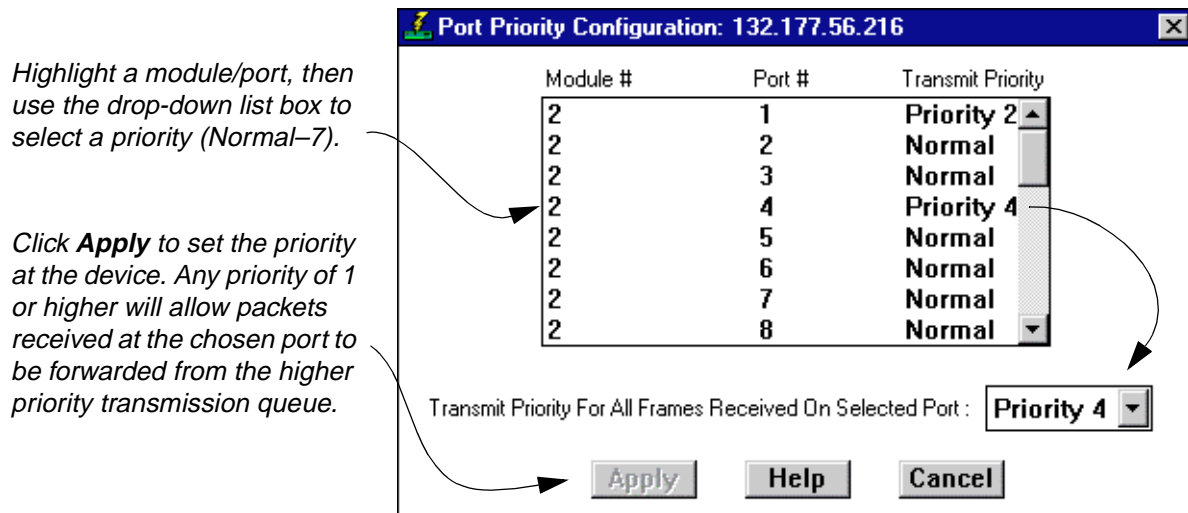 Port Priority Configuration: 132.177.56.216
Highlight a module/port, then
use the drop-down list box to
select a priority (Normal–7).
Click Apply to set the priority
at the device. Any priority of 1
or higher will allow packets
received at the chosen port to
be forwarded from the higher
priority transmission queue.
Module # Port # Transmit Priority
2 1 Priority 2
2 2 Normal
2 3 Normal
2 4 Priority 4
2 5 Normal
2 6 Normal
2 7 Normal
2 8 Normal
Transmit Priority For All Frames Received On Selected Port : Priority 4
Apply Help Cancel